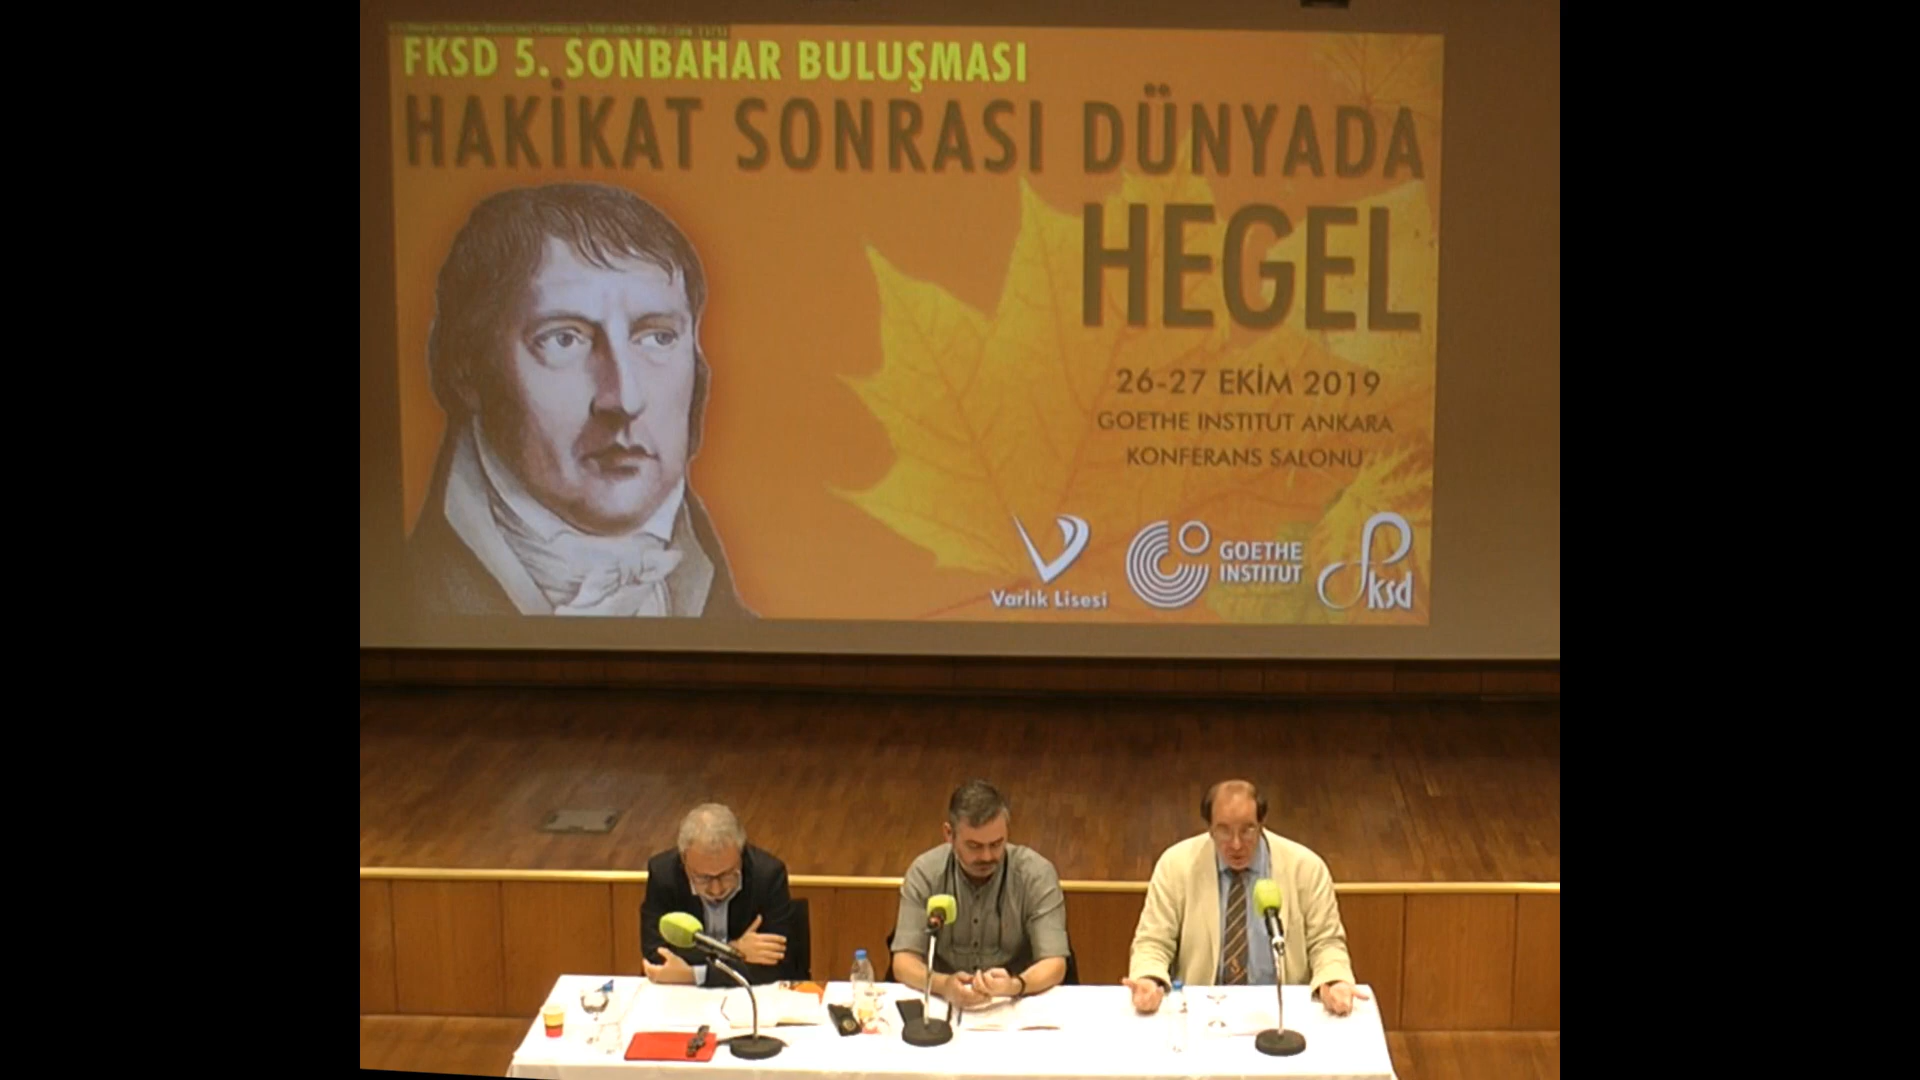 FKSD 5. SONBAHAR BULUŞMASI
HAKİKAT SONRASI DÜNYADA
HEGEL
26-27 EKİM 2019
GOETHE INSTITUT ANKARA
KONFERANS SALONU
Varlık Lisesi
GOETHE
INSTITUT
ksd